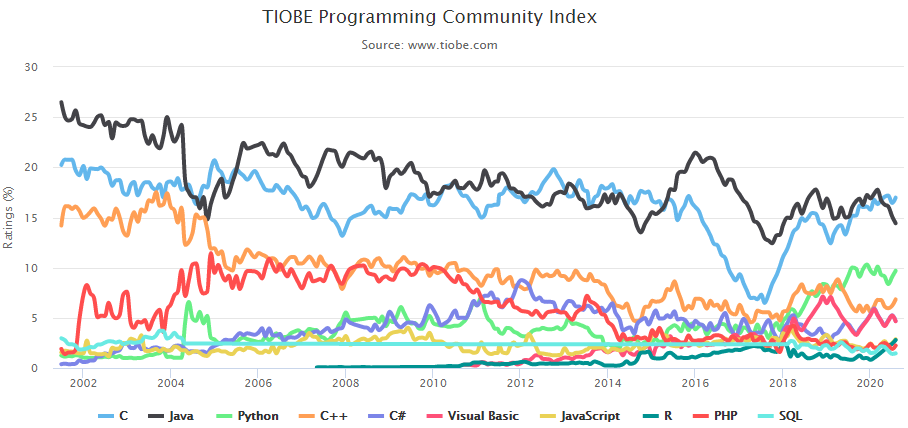 TIOBE Programming Community Index
Source: www.tiobe.com
Ratings (%)
30
25
20
15
10
5
0
2002 2004 2006 2008 2010 2012 2014 2016 2018 2020
C Java Python C++ C# Visual Basic JavaScript R PHP SQL